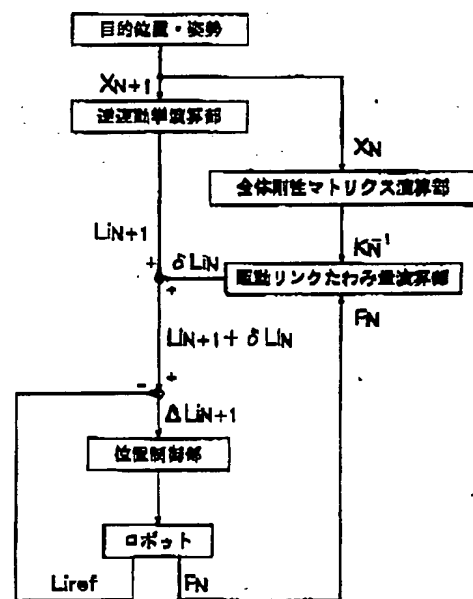 目的位置・姿勢
XN+1
逆運動学演算部
XN
全体剛性マトリクス演算部
LiN+1
KN⁻¹
+
δLiN
+
駆動リンクたわみ量演算部
FN
LiN+1+δLiN
-
+
ΔLiN+1
位置制御部
ロボット
Liref
FN